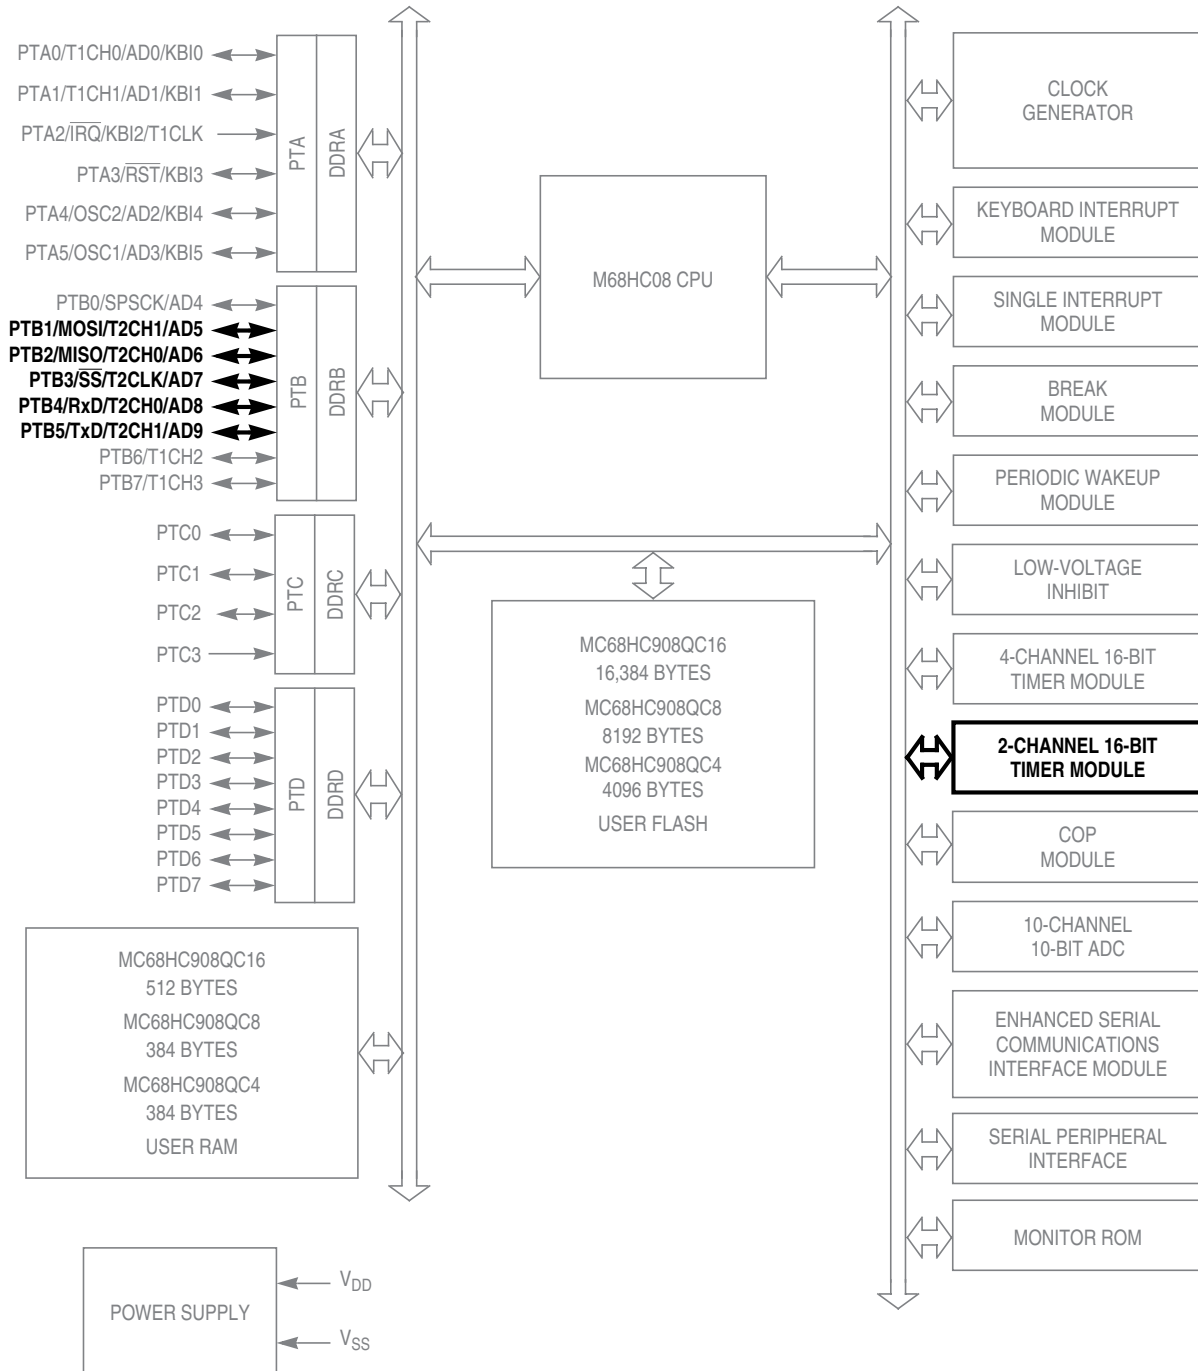 PTA0/T1CH0/AD0/KBI0
PTA1/T1CH1/AD1/KBI1
PTA2/IRQ/KBI2/T1CLK
PTA3/RST/KBI3
PTA4/OSC2/AD2/KBI4
PTA5/OSC1/AD3/KBI5
PTA
DDRA
PTB0/SPSCK/AD4
PTB1/MOSI/T2CH1/AD5
PTB2/MISO/T2CH0/AD6
PTB3/SS/T2CLK/AD7
PTB4/RxD/T2CH0/AD8
PTB5/TxD/T2CH1/AD9
PTB6/T1CH2
PTB7/T1CH3
PTB
DDRB
PTC0
PTC1
PTC2
PTC3
PTC
DDRC
PTD0
PTD1
PTD2
PTD3
PTD4
PTD5
PTD6
PTD7
PTD
DDRD
MC68HC908QC16
512 BYTES
MC68HC908QC8
384 BYTES
MC68HC908QC4
384 BYTES
USER RAM
POWER SUPPLY
VDD
VSS
M68HC08 CPU
MC68HC908QC16
16,384 BYTES
MC68HC908QC8
8192 BYTES
MC68HC908QC4
4096 BYTES
USER FLASH
CLOCK
GENERATOR
KEYBOARD INTERRUPT
MODULE
SINGLE INTERRUPT
MODULE
BREAK
MODULE
PERIODIC WAKEUP
MODULE
LOW-VOLTAGE
INHIBIT
4-CHANNEL 16-BIT
TIMER MODULE
2-CHANNEL 16-BIT
TIMER MODULE
COP
MODULE
10-CHANNEL
10-BIT ADC
ENHANCED SERIAL
COMMUNICATIONS
INTERFACE MODULE
SERIAL PERIPHERAL
INTERFACE
MONITOR ROM